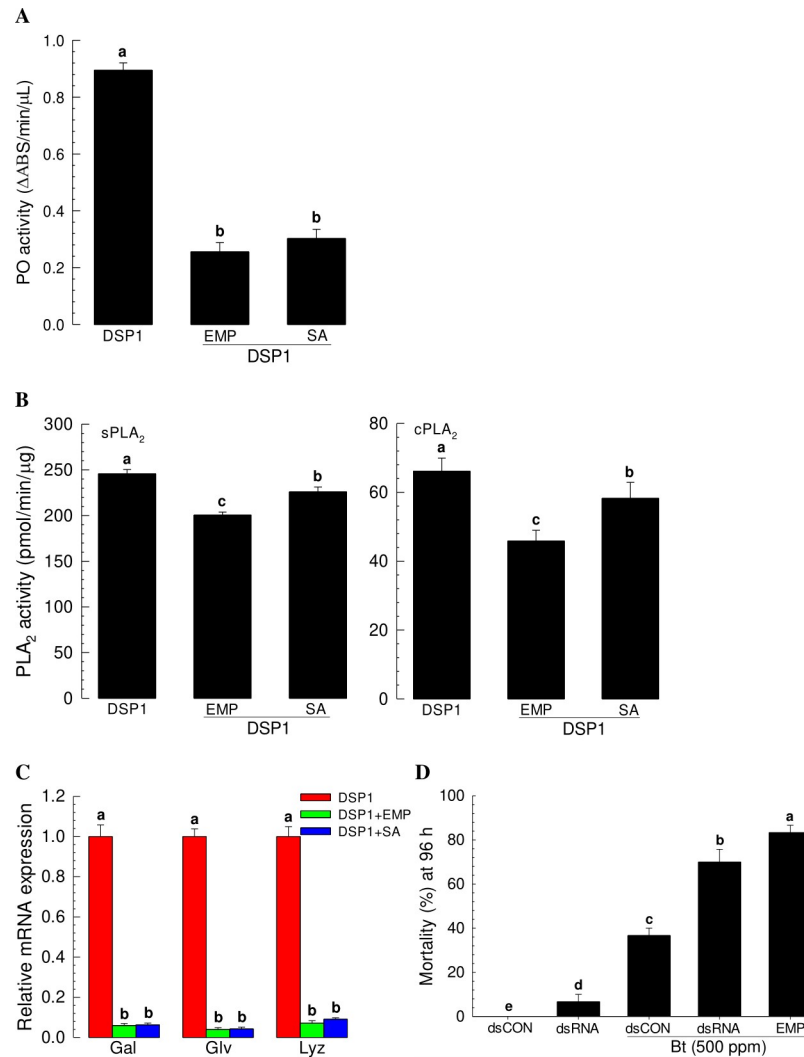 A
PO activity (ΔABS/min/μL)
1.0
0.8
0.6
0.4
0.2
0.0
a
b
b
DSP1
EMP
SA
DSP1
B
PLA₂ activity (pmol/min/μg)
300
250
200
150
100
50
0
sPLA₂
a
c
b
DSP1
EMP
SA
DSP1
80
60
40
20
0
cPLA₂
a
c
b
DSP1
EMP
SA
DSP1
C
Relative mRNA expression
1.2
1.0
0.8
0.6
0.4
0.2
0.0
DSP1
DSP1+EMP
DSP1+SA
a
b
b
a
b
b
a
b
b
Gal
Glv
Lyz
D
Mortality (%) at 96 h
100
80
60
40
20
0
e
d
c
b
a
dsCON
dsRNA
dsCON
dsRNA
EMP
Bt (500 ppm)